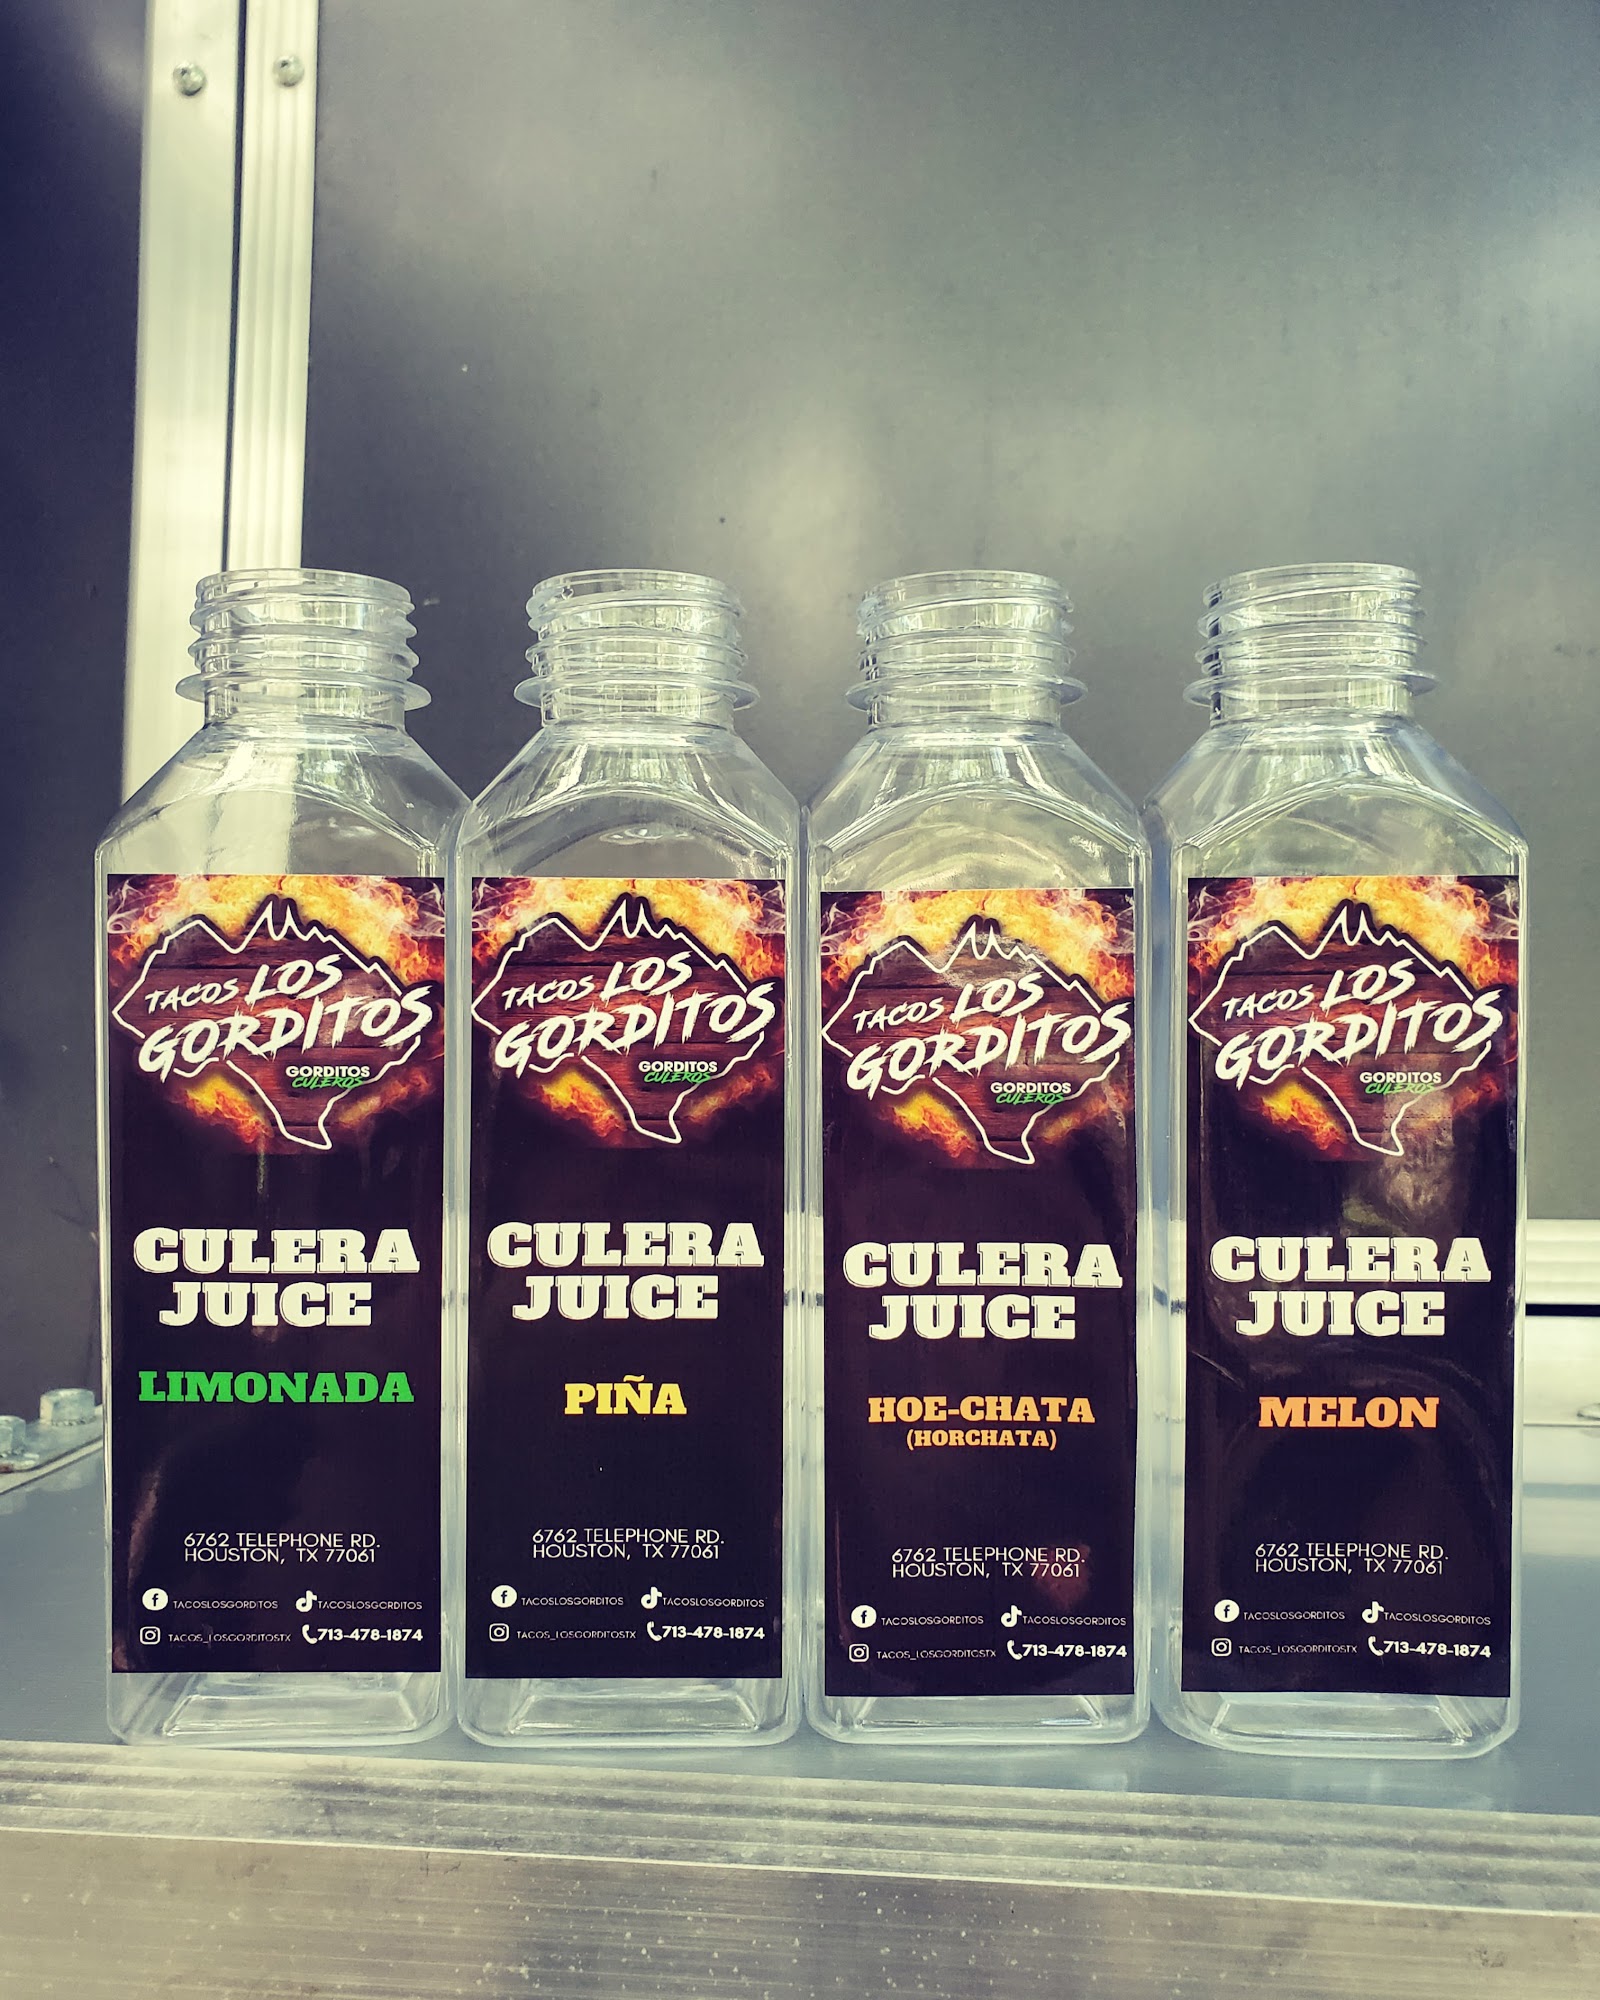 TACOS LOS
GORDITOS
GORDITOS
CULEROS
CULERA
JUICE
LIMONADA
6762 TELEPHONE RD.
HOUSTON, TX 77061
TACOSLOSGORDITOS TACOSLOSGORDITOS
TACOS_LOSGORDITOSTX 713-478-1874
TACOS LOS
GORDITOS
GORDITOS
CULEROS
CULERA
JUICE
PIÑA
6762 TELEPHONE RD.
HOUSTON, TX 77061
TACOSLOSGORDITOS TACOSLOSGORDITOS
TACOS_LOSGORDITOSTX 713-478-1874
TACOS LOS
GORDITOS
GORDITOS
CULEROS
CULERA
JUICE
HOE-CHATA
(HORCHATA)
6762 TELEPHONE RD.
HOUSTON, TX 77061
TACOSLOSGORDITOS TACOSLOSGORDITOS
TACOS_LOSGORDITOSTX 713-478-1874
TACOS LOS
GORDITOS
GORDITOS
CULEROS
CULERA
JUICE
MELON
6762 TELEPHONE RD.
HOUSTON, TX 77061
TACOSLOSGORDITOS TACOSLOSGORDITOS
TACOS_LOSGORDITOSTX 713-478-1874